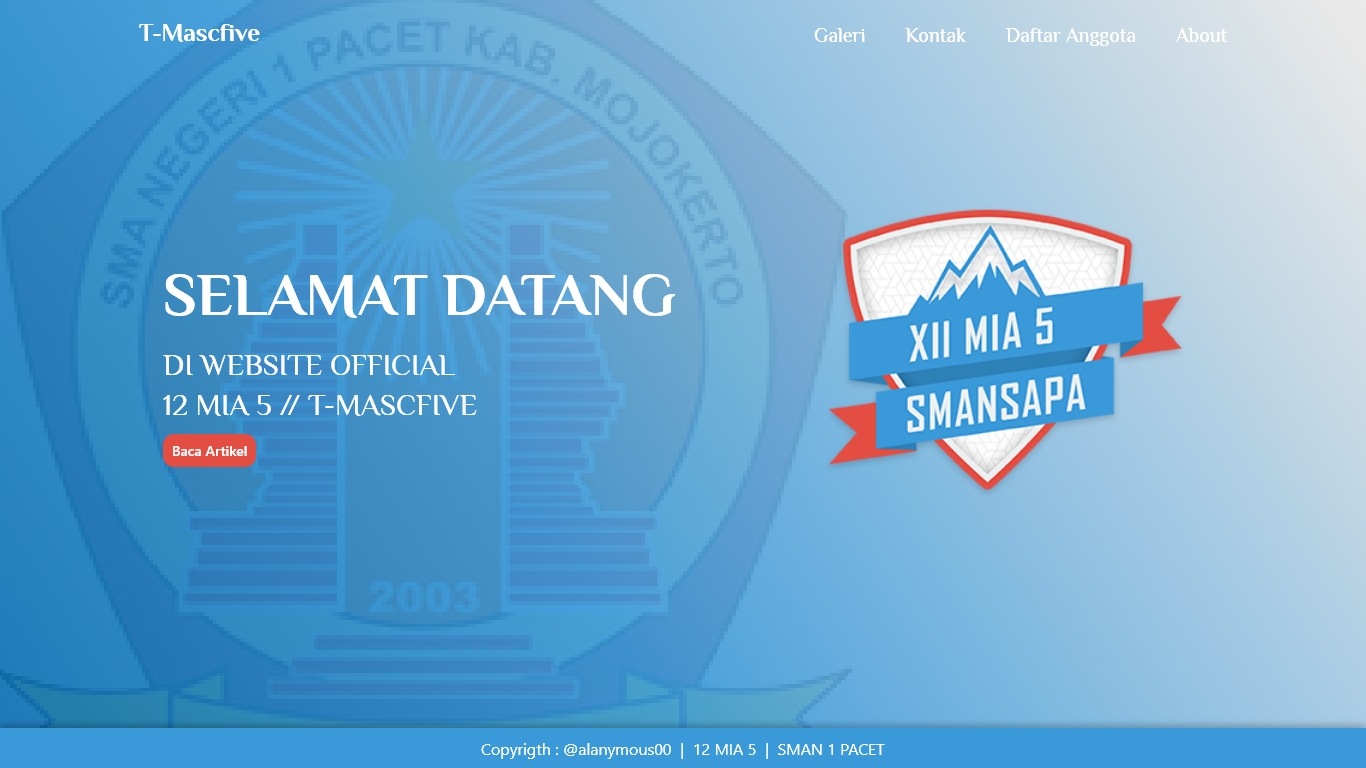 T-Mascfive
Galeri Kontak Daftar Anggota About
SMA NEGERI 1 PACET KAB. MOJOKERTO
SELAMAT DATANG
DI WEBSITE OFFICIAL
12 MIA 5 // T-MASCFIVE
Baca Artikel
XII MIA 5
SMANSAPA
2003
Copyrigth : @alanymous00 | 12 MIA 5 | SMAN 1 PACET